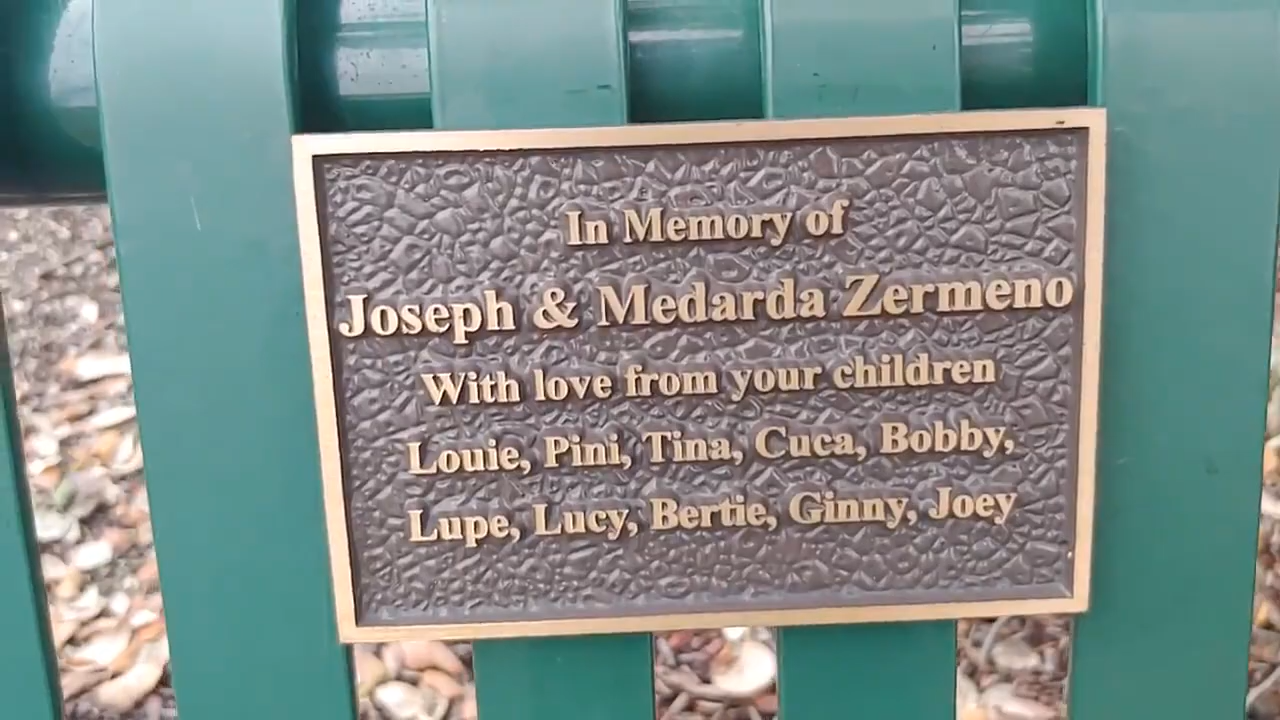 In Memory of
Joseph & Medarda Zermeno
With love from your children
Louie, Pini, Tina, Cuca, Bobby,
Lupe, Lucy, Bertie, Ginny, Joey